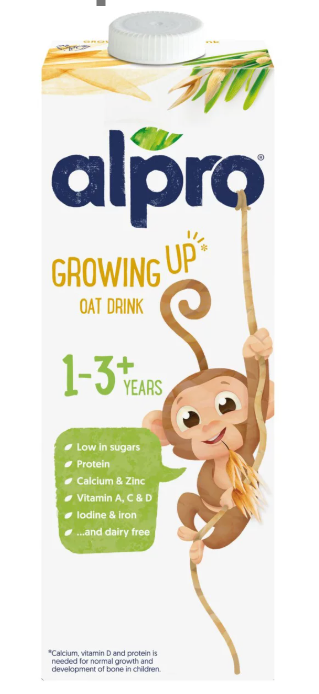 alpro®
GROWING UP*
OAT DRINK
1-3+ YEARS
Low in sugars
Protein
Calcium & Zinc
Vitamin A, C & D
Iodine & iron
...and dairy free
*Calcium, vitamin D and protein is
needed for normal growth and
development of bone in children.